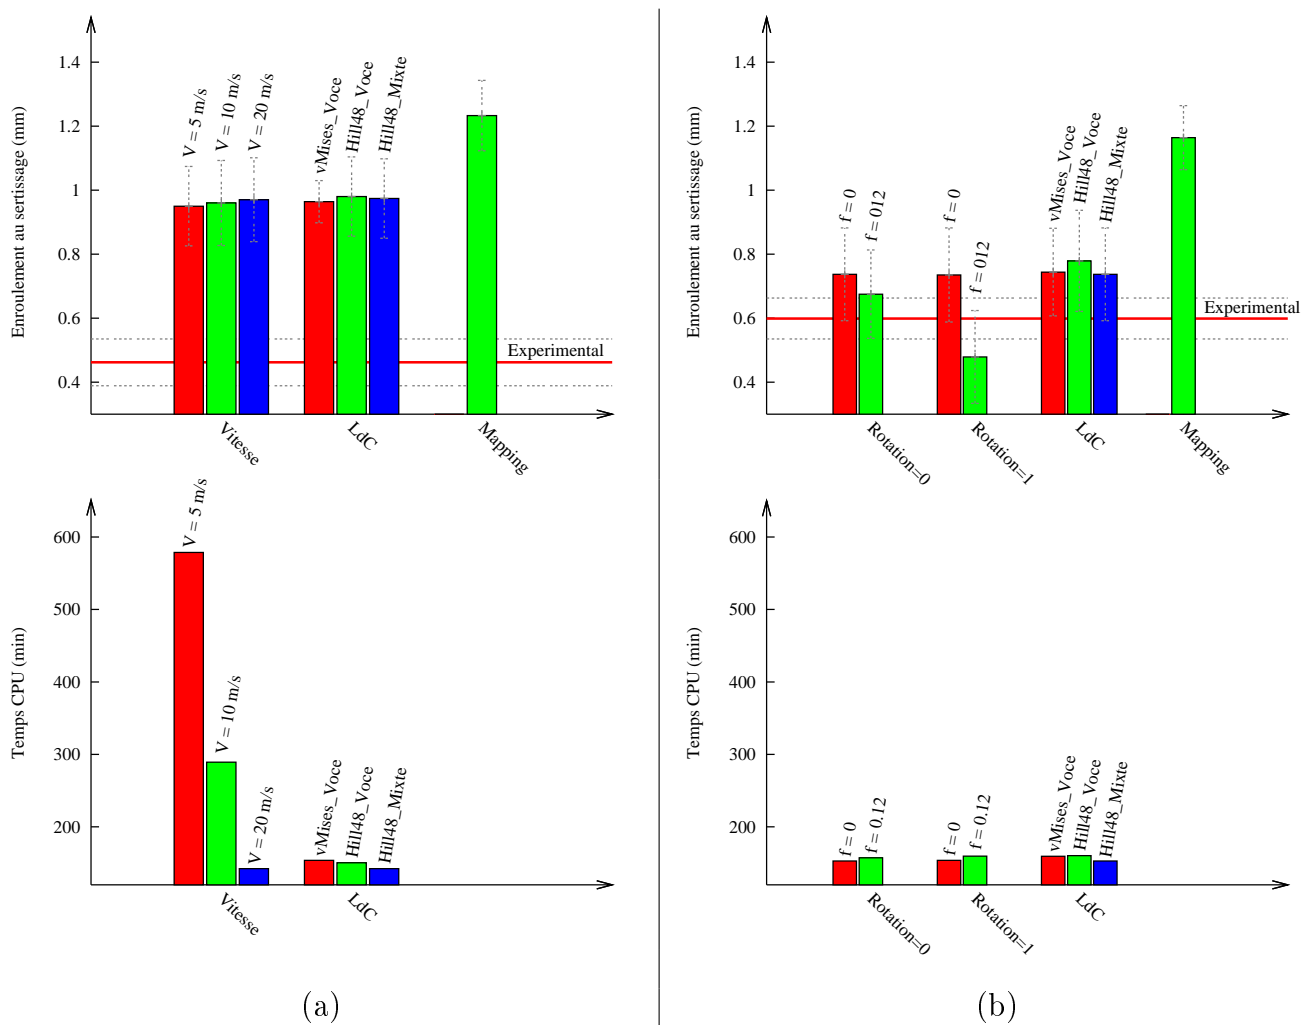 Enroulement au sertissage (mm)
1.4
1.2
1
0.8
0.6
0.4
V = 5 m/s
V = 10 m/s
V = 20 m/s
vMises_Voce
Hill48_Voce
Hill48_Mixte
Experimental
Vitesse
LdC
Mapping
Enroulement au sertissage (mm)
1.4
1.2
1
0.8
0.6
0.4
f = 0
f = 012
f = 0
f = 012
vMises_Voce
Hill48_Voce
Hill48_Mixte
Experimental
Rotation=0
Rotation=1
LdC
Mapping
Temps CPU (min)
600
500
400
300
200
V = 5 m/s
V = 10 m/s
V = 20 m/s
vMises_Voce
Hill48_Voce
Hill48_Mixte
Vitesse
LdC
Temps CPU (min)
600
500
400
300
200
f = 0
f = 0.12
f = 0
f = 0.12
vMises_Voce
Hill48_Voce
Hill48_Mixte
Rotation=0
Rotation=1
LdC
(a)
(b)